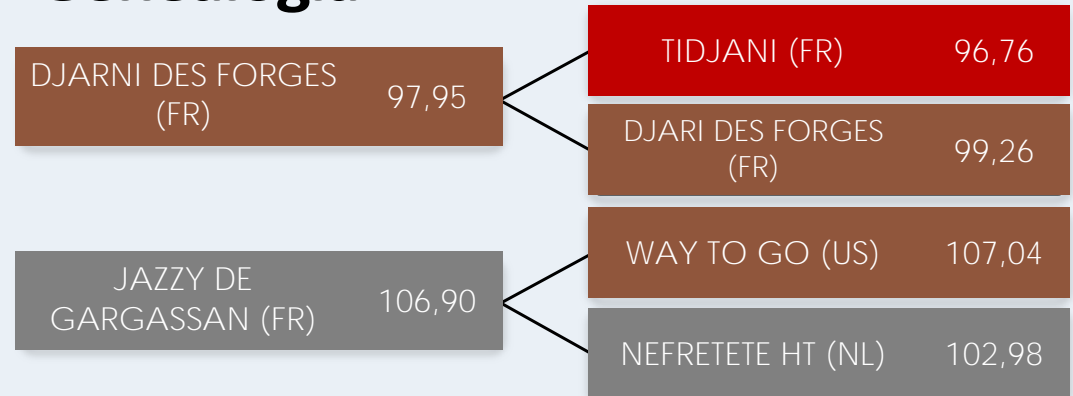 DJARNI DES FORGES
(FR)
97,95
TIDJANI (FR) 96,76
DJARI DES FORGES
(FR)
99,26
JAZZY DE
GARGASSAN (FR)
106,90
WAY TO GO (US) 107,04
NEFRETETE HT (NL) 102,98